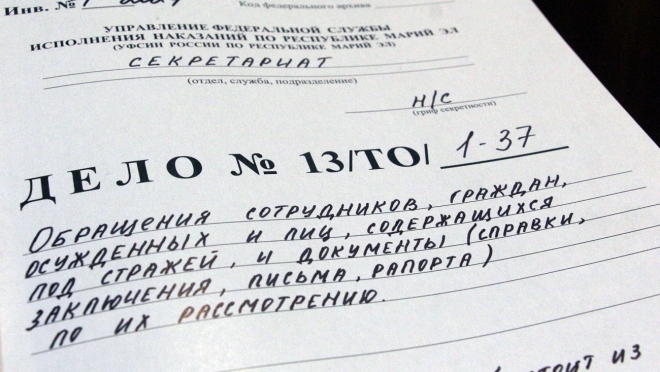 Инв. №
Код федерального архива
УПРАВЛЕНИЕ ФЕДЕРАЛЬНОЙ СЛУЖБЫ
ИСПОЛНЕНИЯ НАКАЗАНИЙ ПО РЕСПУБЛИКЕ МАРИЙ ЭЛ
(УФСИН РОССИИ ПО РЕСПУБЛИКЕ МАРИЙ ЭЛ)
СЕКРЕТАРИАТ
(отдел, служба, подразделение)
Н/С
(гриф секретности)
ДЕЛО № 13/ТО/ 1-37
ОБРАЩЕНИЯ СОТРУДНИКОВ, ГРАЖДАН,
ОСУЖДЕННЫХ И ЛИЦ, СОДЕРЖАЩИХСЯ
ПОД СТРАЖЕЙ, И ДОКУМЕНТЫ (СПРАВКИ,
ЗАКЛЮЧЕНИЯ, ПИСЬМА, РАПОРТА)
ПО ИХ РАССМОТРЕНИЮ.
из